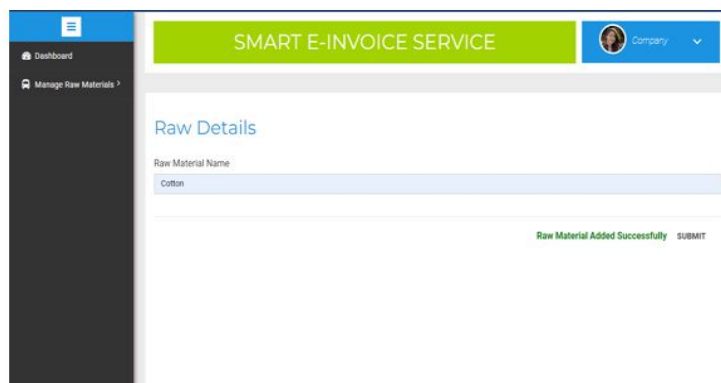 SMART E-INVOICE SERVICE
Company
Dashboard
Manage Raw Materials >
Raw Details
Raw Material Name
Cotton
Raw Material Added Successfully SUBMIT